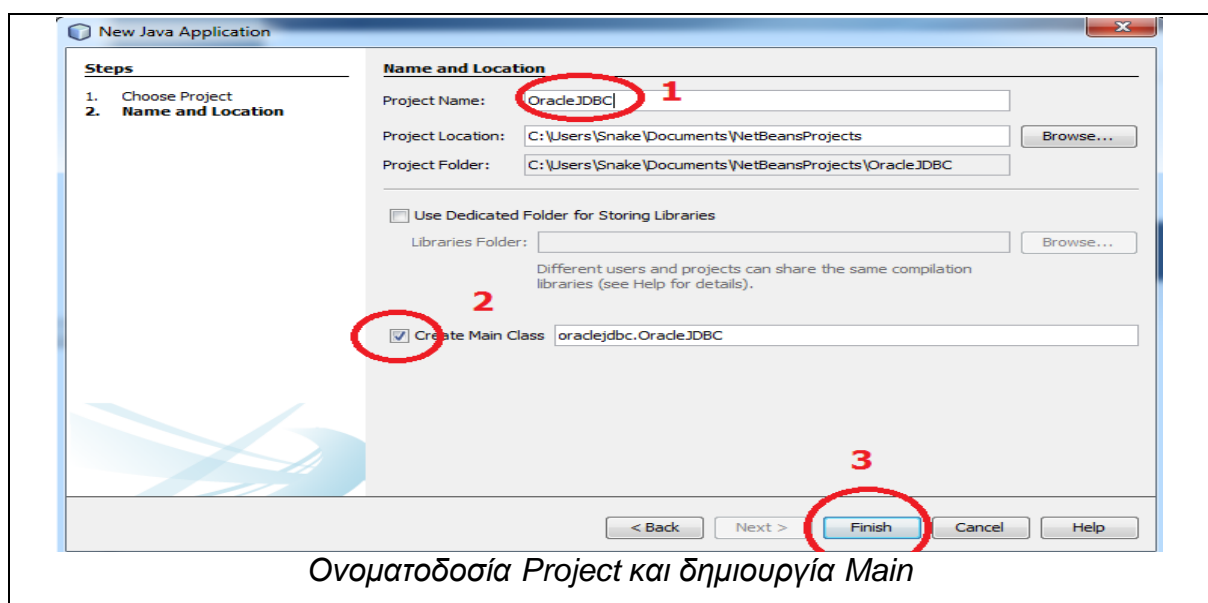 New Java Application
Steps
1. Choose Project
2. Name and Location
Name and Location
Project Name: OracleJDBC 1
Project Location: C:\Users\Snake\Documents\NetBeansProjects Browse...
Project Folder: C:\Users\Snake\Documents\NetBeansProjects\OracleJDBC
Use Dedicated Folder for Storing Libraries
Libraries Folder: Browse...
Different users and projects can share the same compilation
libraries (see Help for details).
2
Create Main Class oraclejdbc.OracleJDBC
3
< Back Next > Finish Cancel Help
Ονοματοδοσία Project και δημιουργία Main